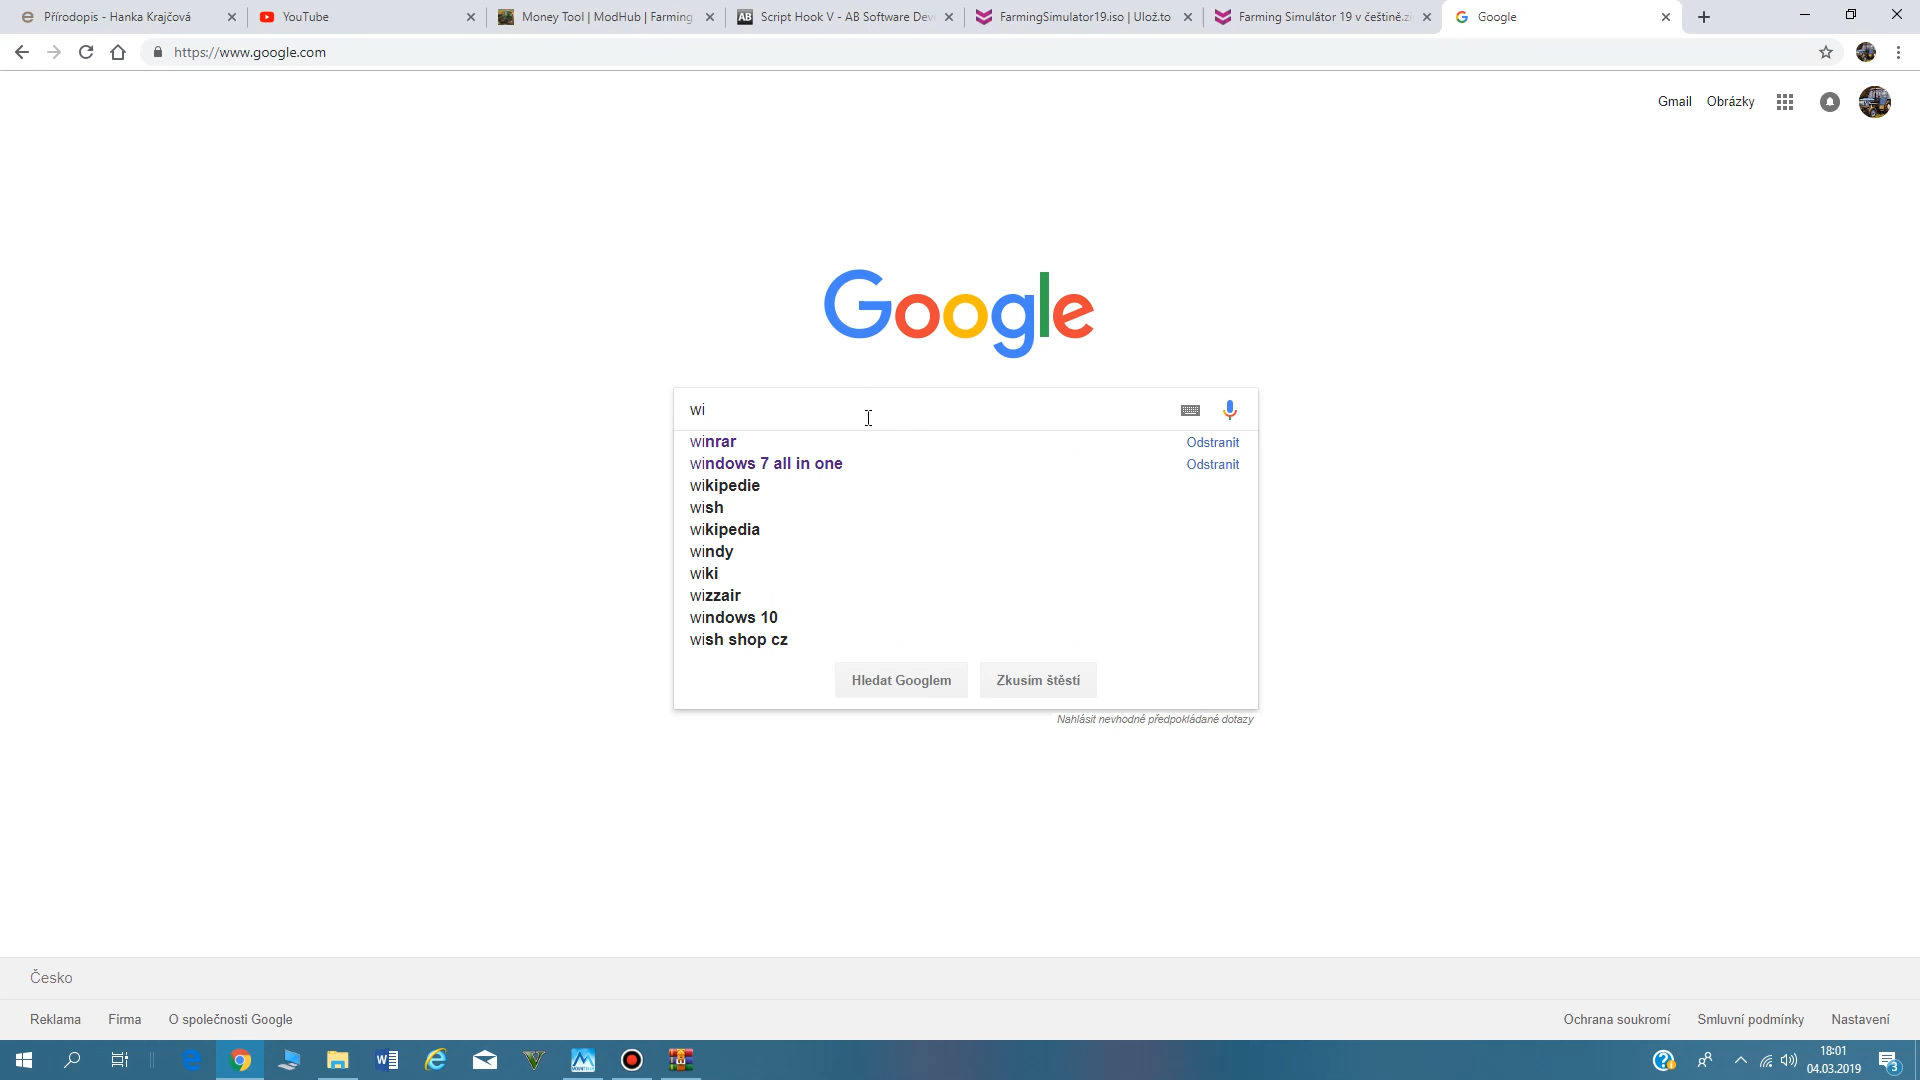 Přírodopis - Hanka Krajčová
YouTube
Money Tool | ModHub | Farming
AB Script Hook V - AB Software Dev
FarmingSimulator19.iso | Ulož.to
Farming Simulátor 19 v češtině.zi
Google
https://www.google.com
Gmail Obrázky
Google
wi
winrar Odstranit
windows 7 all in one Odstranit
wikipedie
wish
wikipedia
windy
wiki
wizzair
windows 10
wish shop cz
Hledat Googlem Zkusím štěstí
Nahlásit nevhodné předpokládané dotazy
Česko
Reklama Firma O společnosti Google Ochrana soukromí Smluvní podmínky Nastavení
18:01
04.03.2019
3